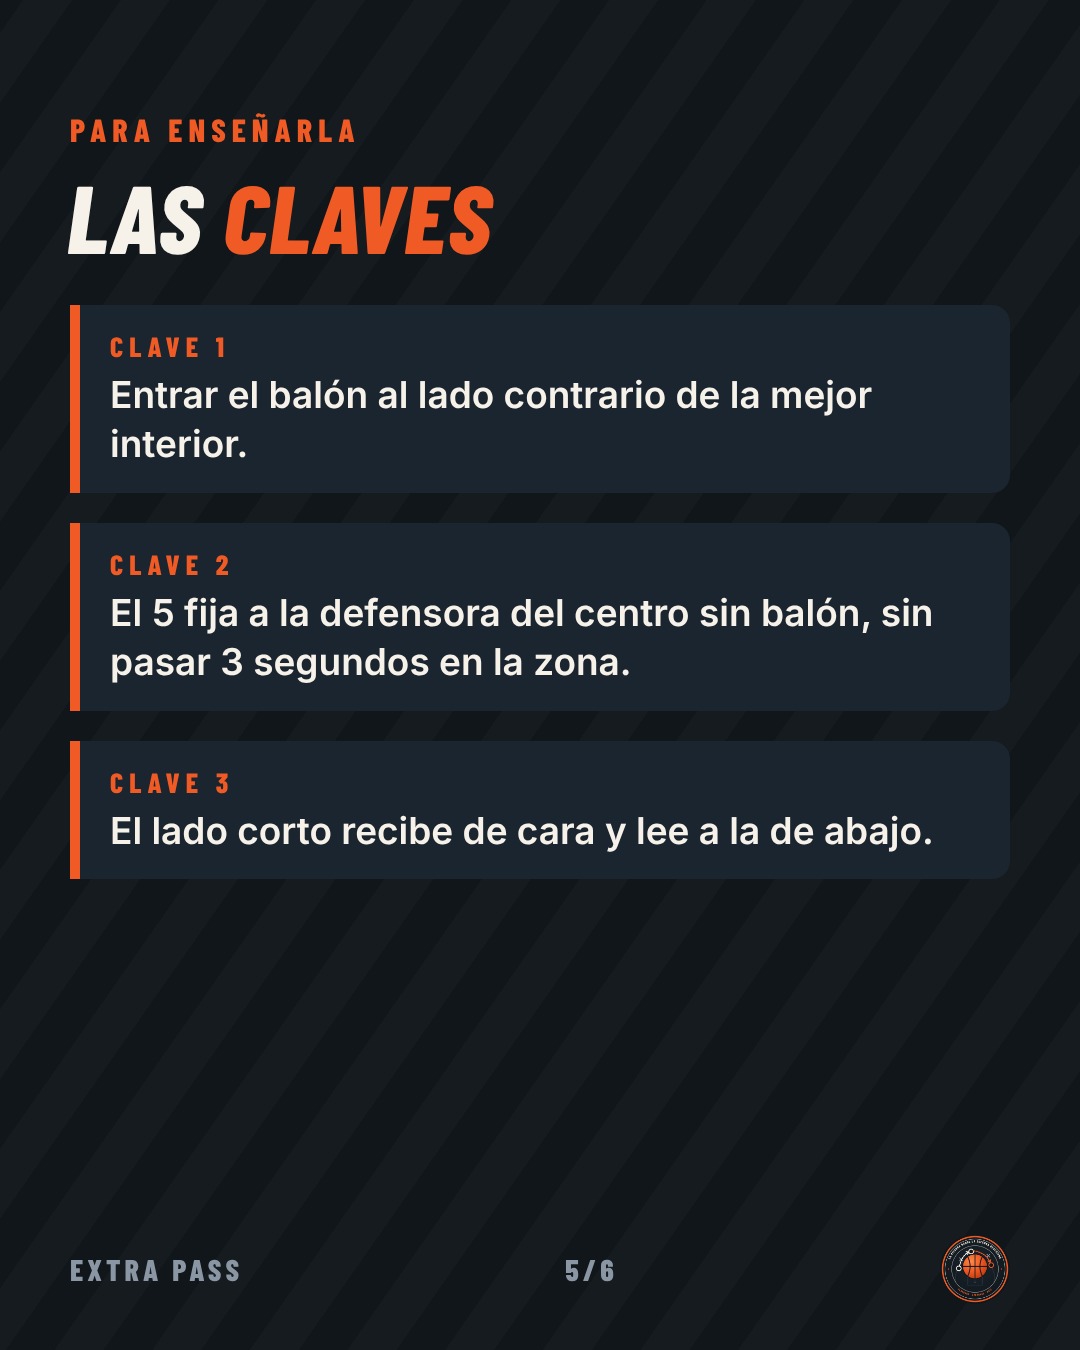 PARA ENSEÑARLA
LAS CLAVES
CLAVE 1
Entrar el balón al lado contrario de la mejor
interior.
CLAVE 2
El 5 fija a la defensora del centro sin balón, sin
pasar 3 segundos en la zona.
CLAVE 3
El lado corto recibe de cara y lee a la de abajo.
EXTRA PASS
5/6